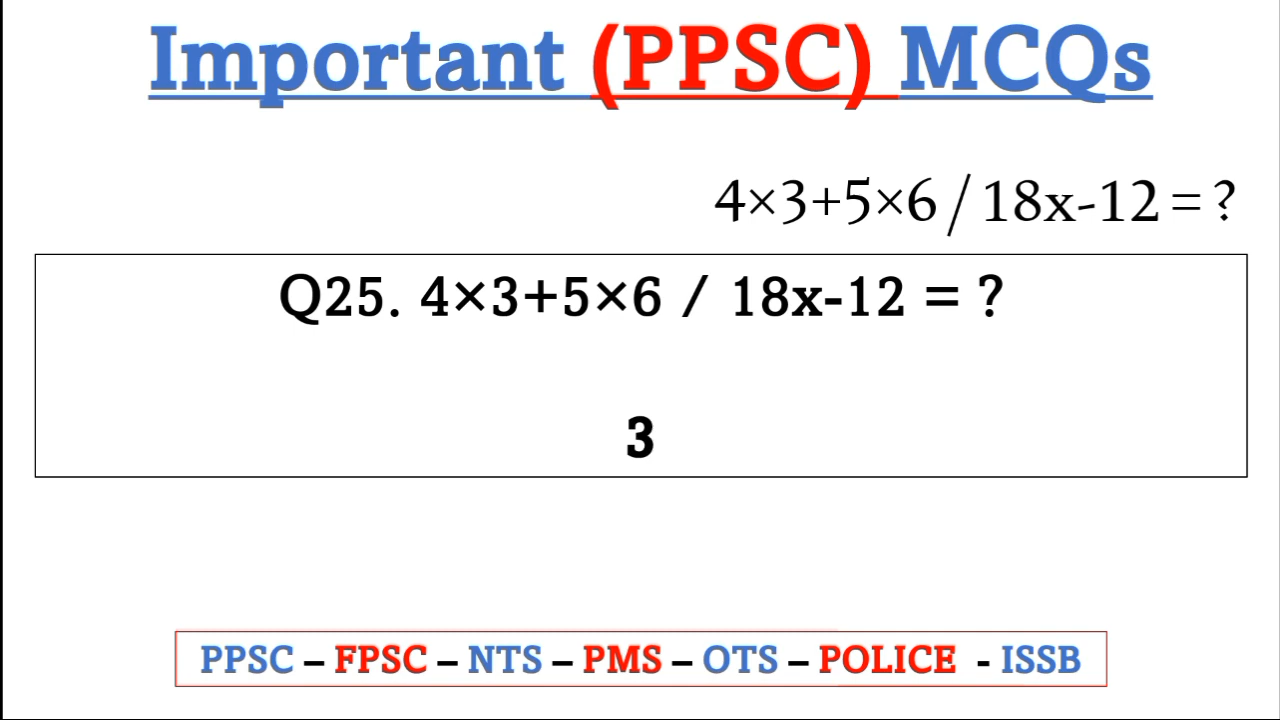 Important (PPSC) MCQs
4×3+5×6 / 18x-12 = ?
Q25. 4×3+5×6 / 18x-12 = ?
3
PPSC – FPSC – NTS – PMS – OTS – POLICE - ISSB